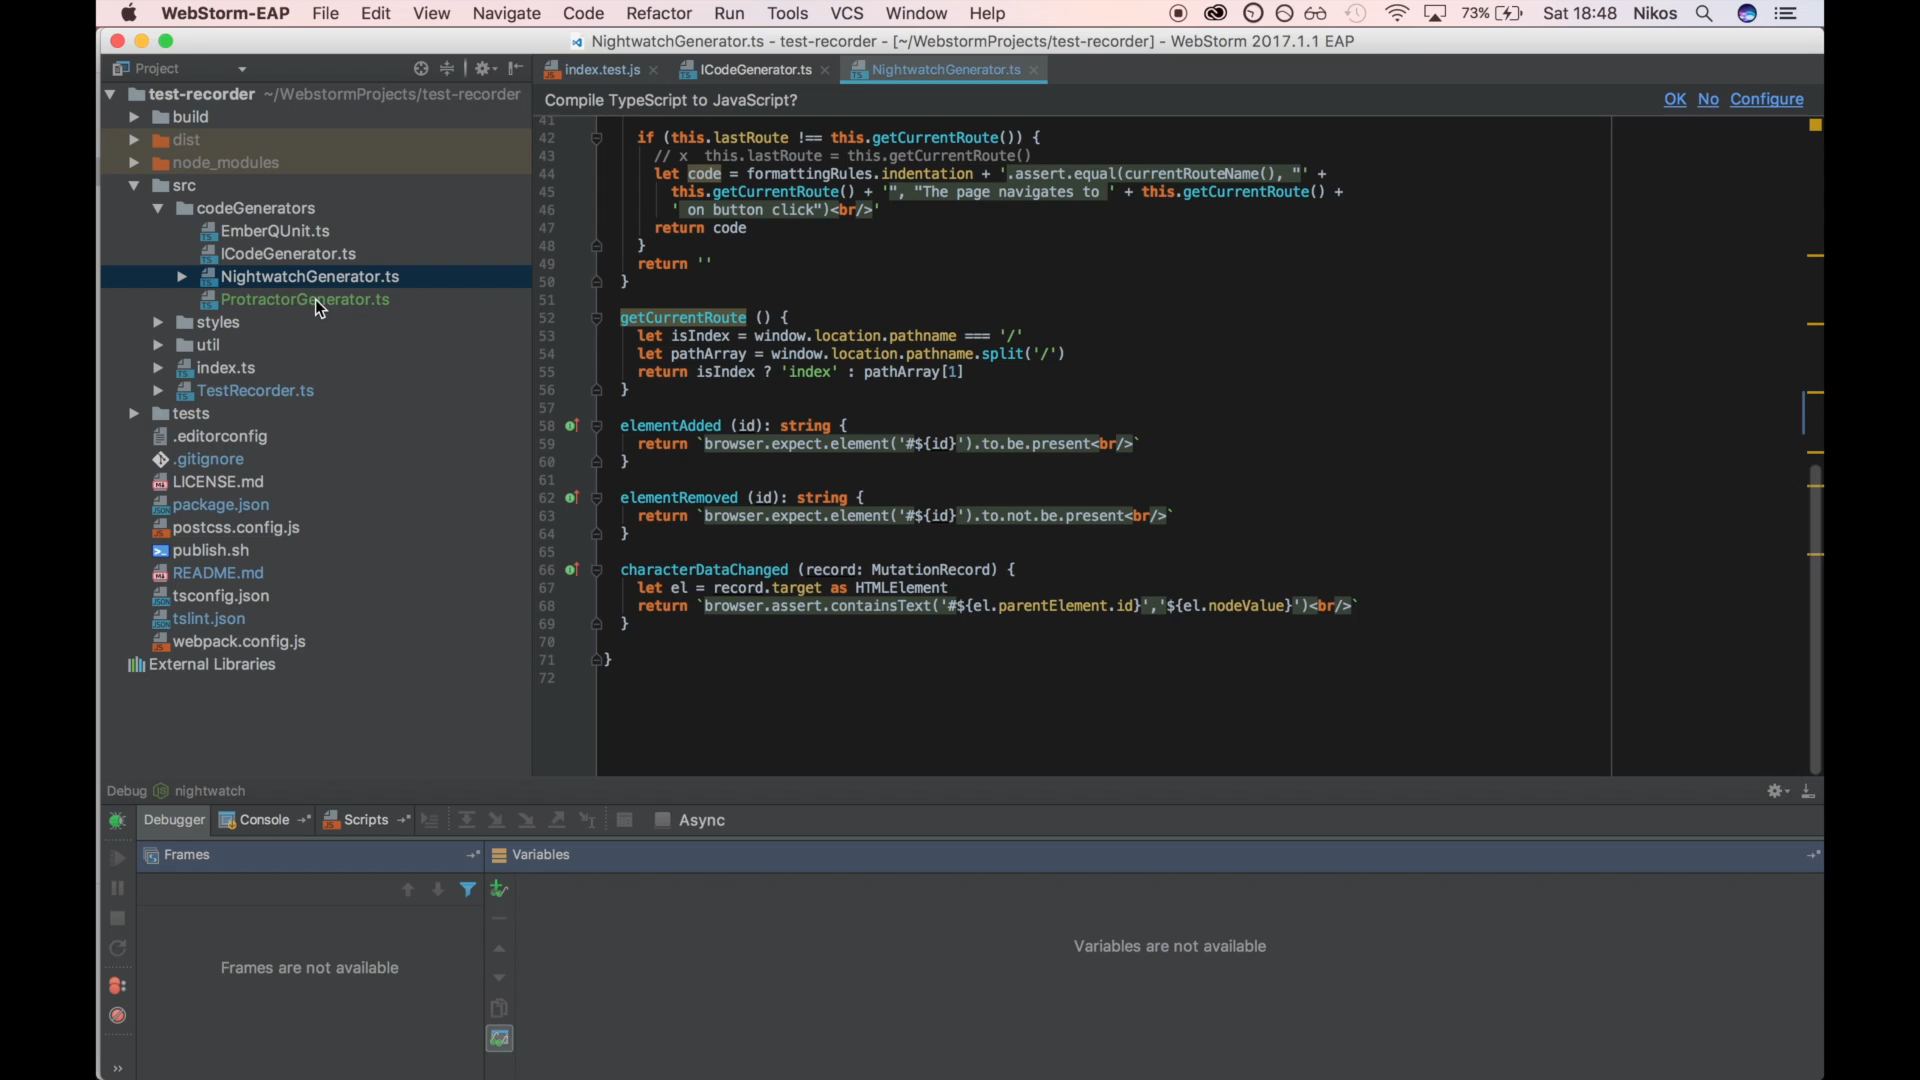 WebStorm-EAP File Edit View Navigate Code Refactor Run Tools VCS Window Help 73% Sat 18:48 Nikos
NightwatchGenerator.ts - test-recorder - [~/WebstormProjects/test-recorder] - WebStorm 2017.1.1 EAP
Project
index.test.js ICodeGenerator.ts NightwatchGenerator.ts
Compile TypeScript to JavaScript? OK No Configure
test-recorder ~/WebstormProjects/test-recorder
build
dist
node_modules
src
codeGenerators
EmberQUnit.ts
ICodeGenerator.ts
NightwatchGenerator.ts
ProtractorGenerator.ts
styles
util
index.ts
TestRecorder.ts
tests
.editorconfig
.gitignore
LICENSE.md
package.json
postcss.config.js
publish.sh
README.md
tsconfig.json
tslint.json
webpack.config.js
External Libraries
41
42 if (this.lastRoute !== this.getCurrentRoute()) {
43 // x  this.lastRoute = this.getCurrentRoute()
44 let code = formattingRules.indentation + '.assert.equal(currentRouteName(), "' +
45 this.getCurrentRoute() + '", "The page navigates to ' + this.getCurrentRoute() +
46 ' on button click")<br/>'
47 return code
48 }
49 return ''
50 }
51
52 getCurrentRoute () {
53 let isIndex = window.location.pathname === '/'
54 let pathArray = window.location.pathname.split('/')
55 return isIndex ? 'index' : pathArray[1]
56 }
57
58 elementAdded (id): string {
59 return `browser.expect.element('#${id}').to.be.present<br/>`
60 }
61
62 elementRemoved (id): string {
63 return `browser.expect.element('#${id}').to.not.be.present<br/>`
64 }
65
66 characterDataChanged (record: MutationRecord) {
67 let el = record.target as HTMLElement
68 return `browser.assert.containsText('#${el.parentElement.id}','${el.nodeValue}')<br/>`
69 }
70
71 }
72
Debug nightwatch
Debugger Console Scripts Async
Frames Variables
Frames are not available
Variables are not available